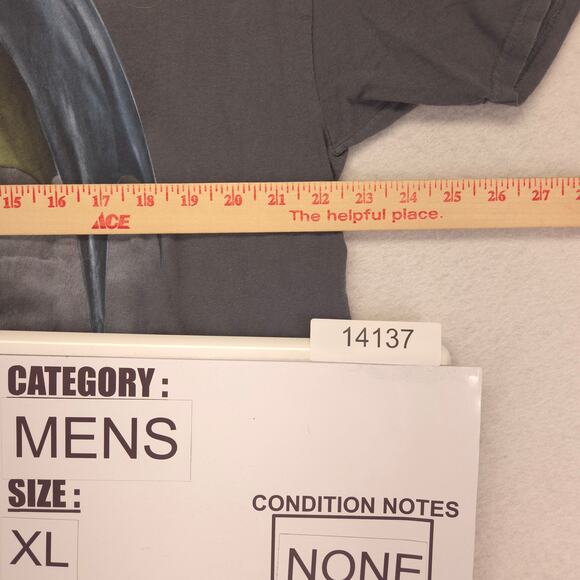 15 16 17 18 19 20 21 22 23 24 25 26 27
ACE The helpful place.
14137
CATEGORY :
MENS
SIZE :
XL
CONDITION NOTES
NONE